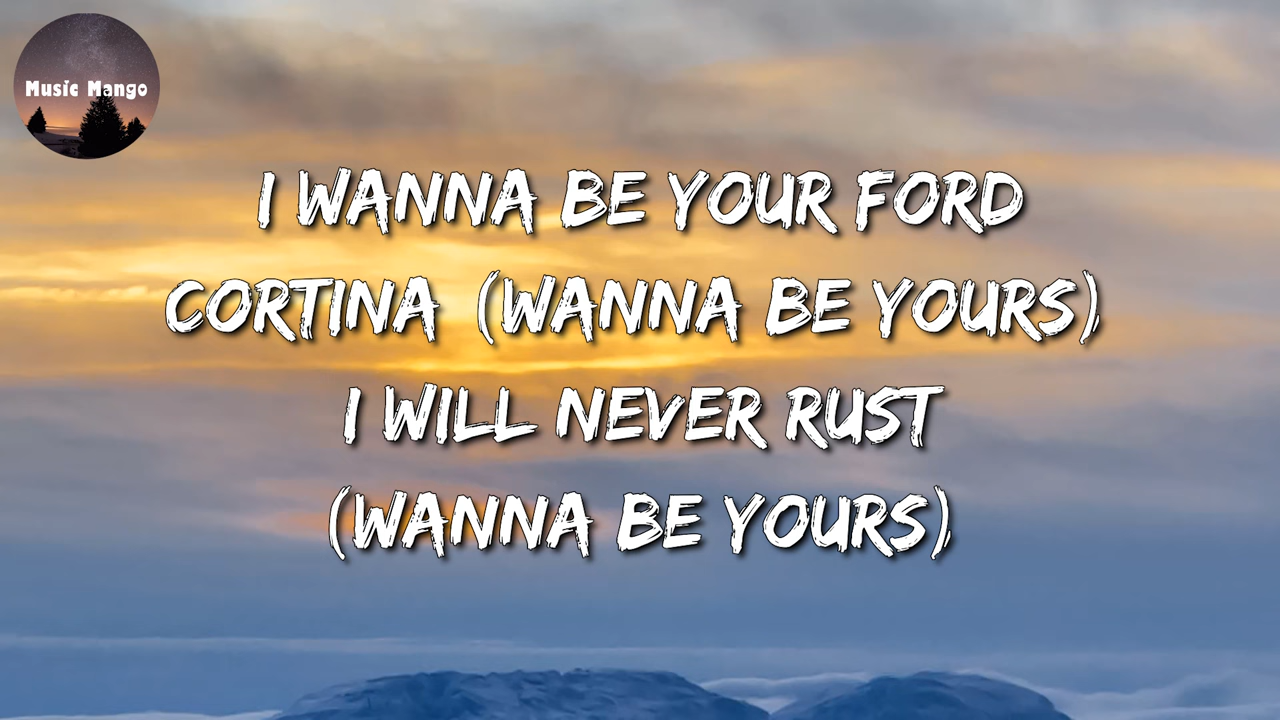 Music Mango
I WANNA BE YOUR FORD
CORTINA (WANNA BE YOURS)
I WILL NEVER RUST
(WANNA BE YOURS)